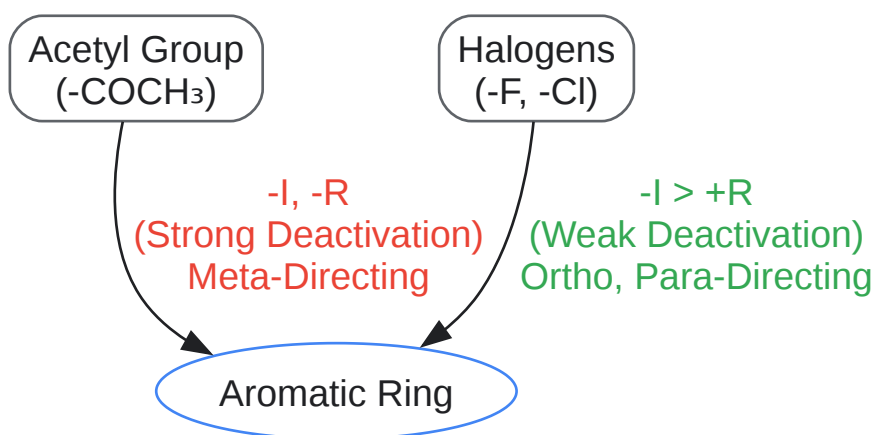 Acetyl Group
(-COCH₃)
Halogens
(-F, -Cl)
-I, -R
(Strong Deactivation)
Meta-Directing
-I > +R
(Weak Deactivation)
Ortho, Para-Directing
Aromatic Ring